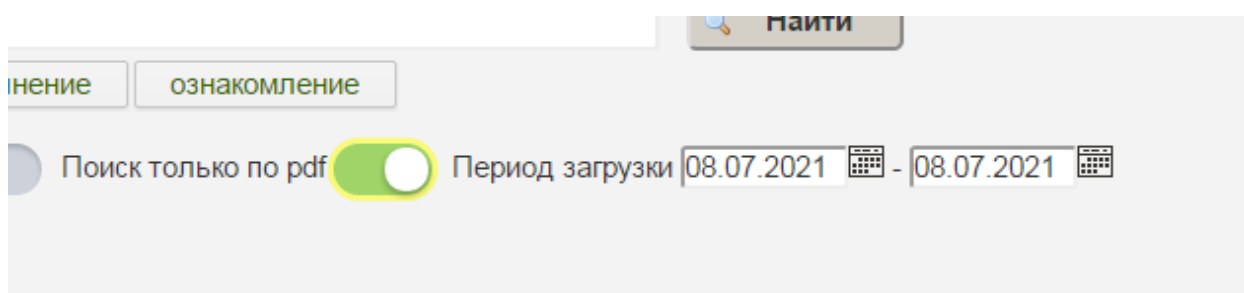 Найти
нение ознакомление
Поиск только по pdf Период загрузки 08.07.2021 - 08.07.2021